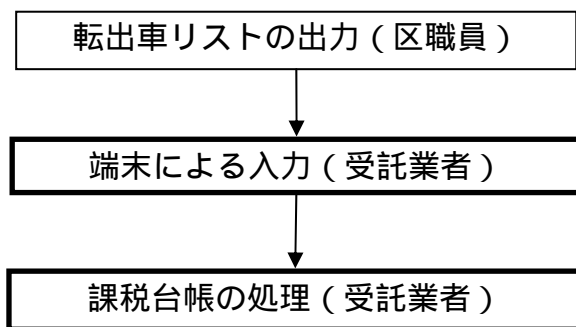 転出車リストの出力（区職員）
端末による入力（受託業者）
課税台帳の処理（受託業者）